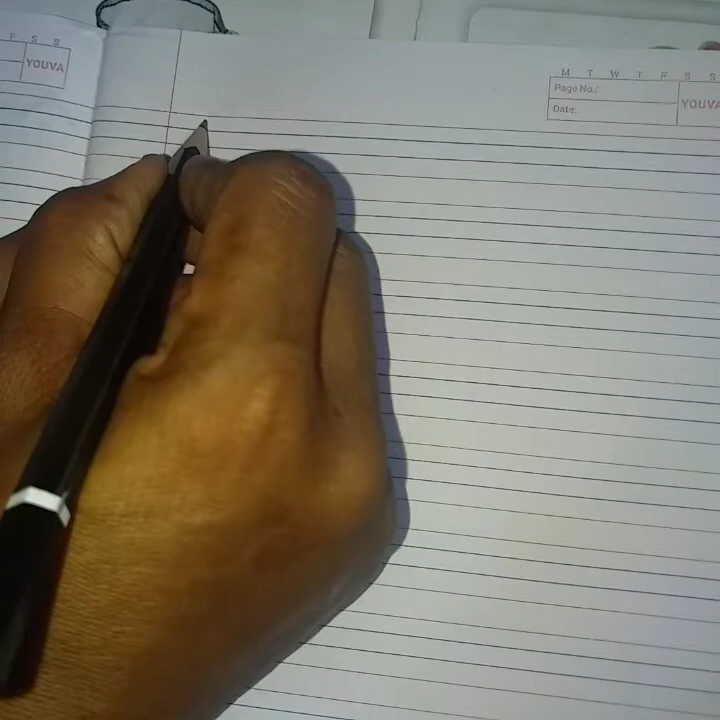 F S S
YOUVA
M T W T F S S
Page No.:
YOUVA
Date: